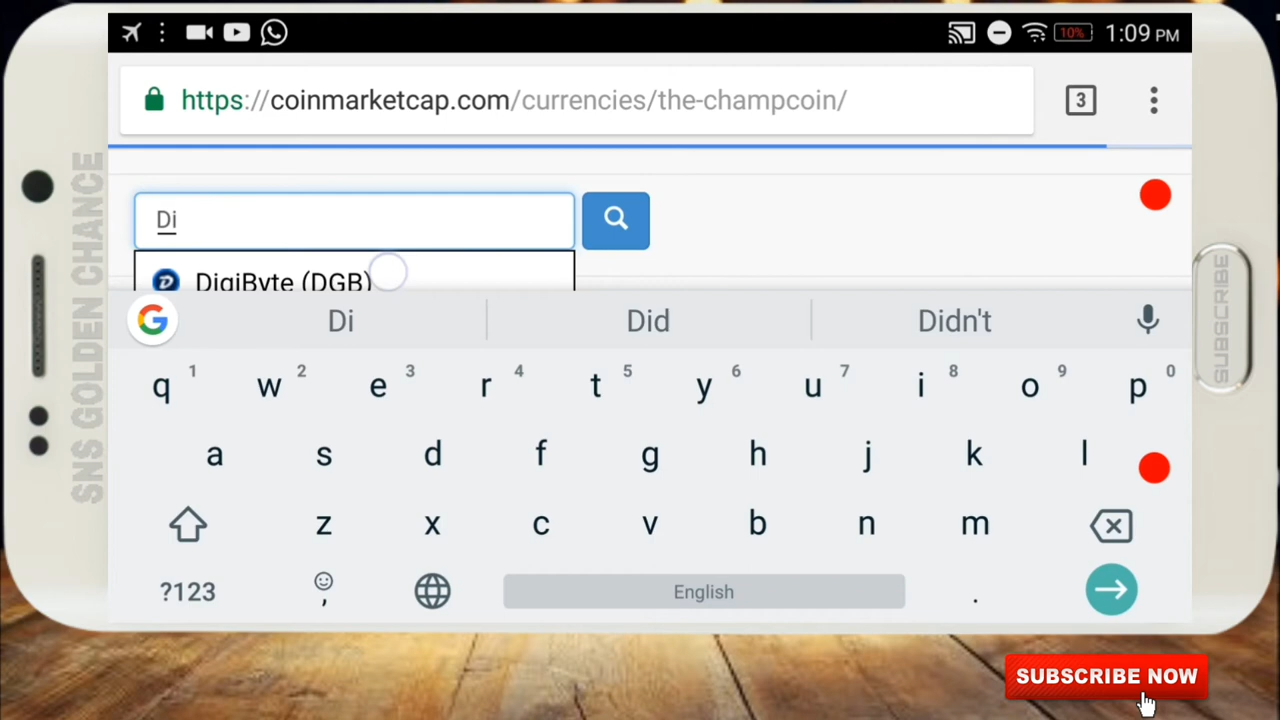 10% 1:09 PM
https://coinmarketcap.com/currencies/the-champcoin/ 3
Di
DigiByte (DGB)
G Di Did Didn't
q 1 w 2 e 3 r 4 t 5 y 6 u 7 i 8 o 9 p 0
a s d f g h j k l
z x c v b n m
?123 , English .
SNS GOLDEN CHANCE
SUBSCRIBE
SUBSCRIBE NOW